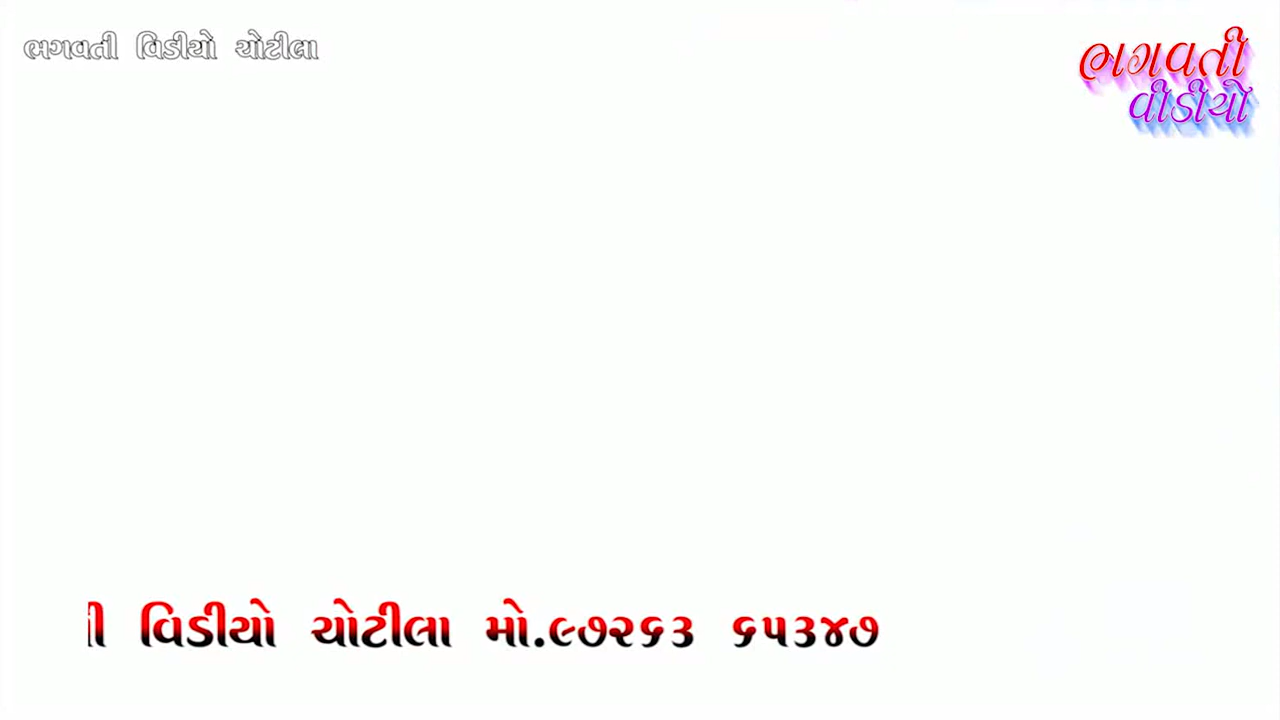 ભગવતી વિડીયો ચોટીલા
ભગવતી
વીડીયો
વિડીયો ચોટીલા મો.૯૭૨૬૩ ૬૫૩૪૭